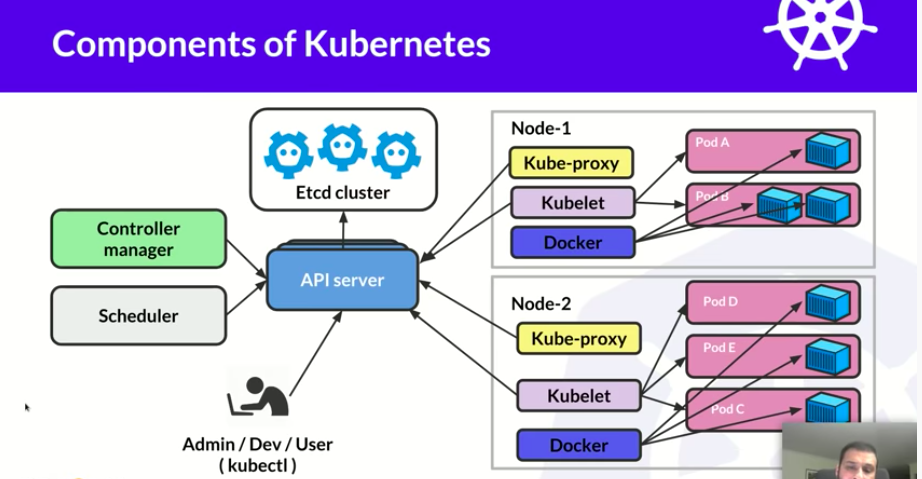 Components of Kubernetes
Etcd cluster
Controller
manager
Scheduler
API server
Admin / Dev / User
( kubectl )
Node-1
Kube-proxy
Kubelet
Docker
Pod A
Pod B
Node-2
Kube-proxy
Kubelet
Docker
Pod D
Pod E
Pod C